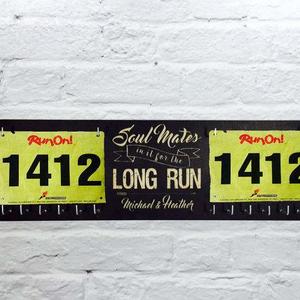 RunOn!
1412
Soul Mates
in it for the
LONG RUN
Michael & Heather
RunOn!
1412